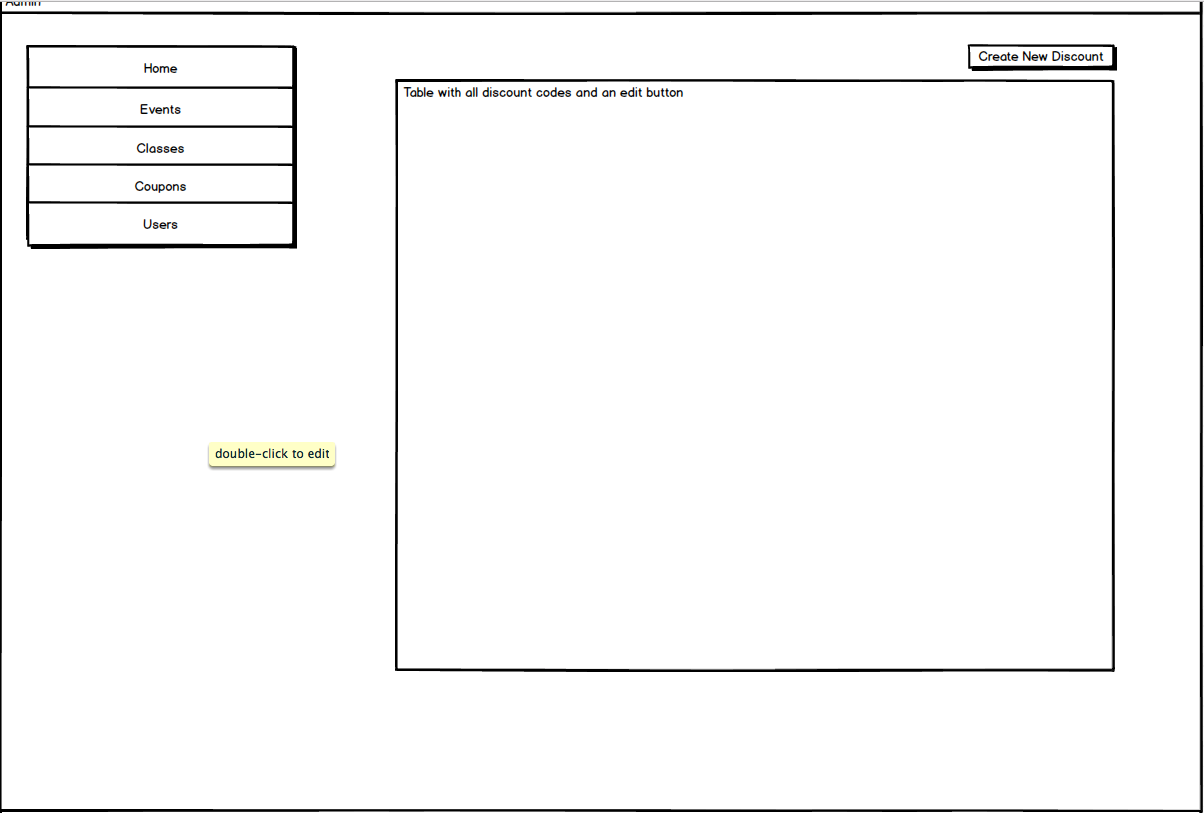 Admin
Home
Events
Classes
Coupons
Users
Create New Discount
Table with all discount codes and an edit button
double-click to edit